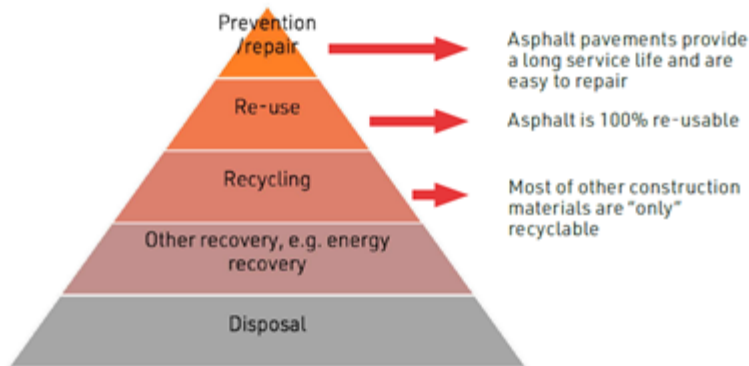 Prevention
/repair
Asphalt pavements provide
a long service life and are
easy to repair
Re-use
Asphalt is 100% re-usable
Recycling
Most of other construction
materials are "only"
recyclable
Other recovery, e.g. energy
recovery
Disposal